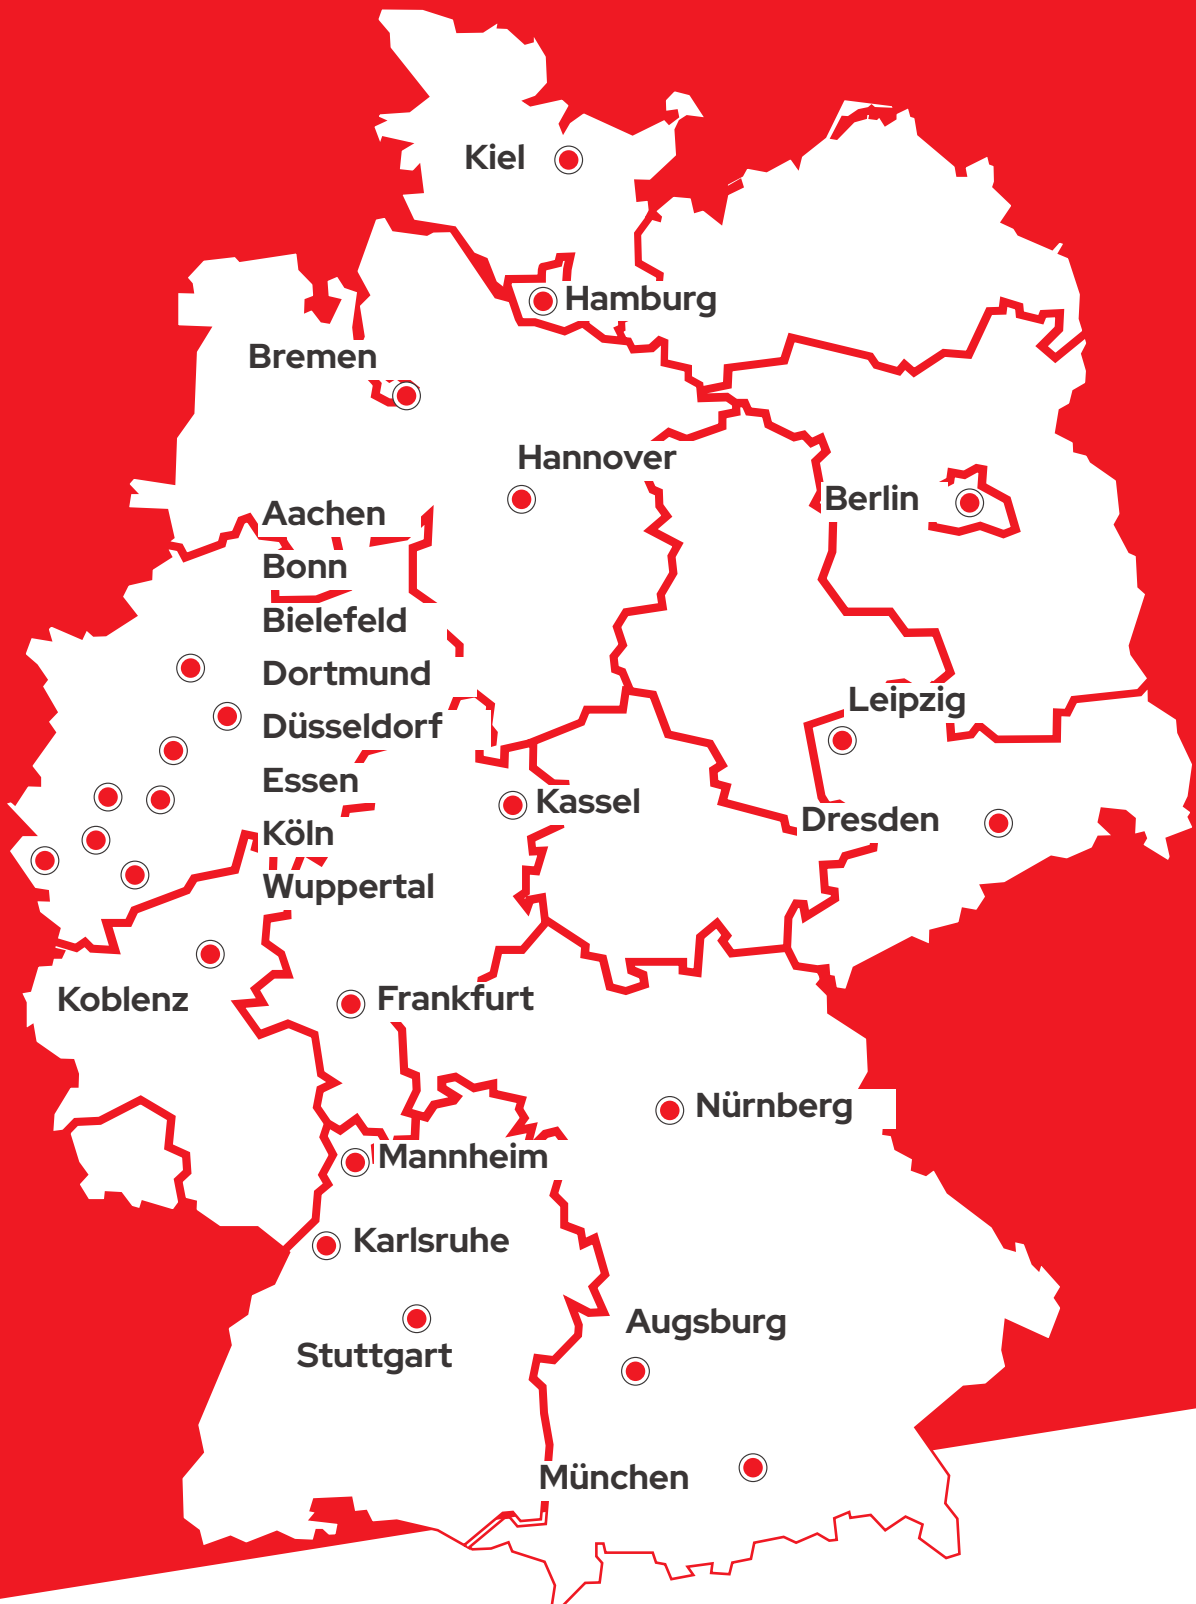 Kiel
Hamburg
Bremen
Hannover
Berlin
Aachen
Bonn
Bielefeld
Dortmund
Düsseldorf
Essen
Köln
Wuppertal
Leipzig
Kassel
Dresden
Koblenz
Frankfurt
Nürnberg
Mannheim
Karlsruhe
Stuttgart
Augsburg
München